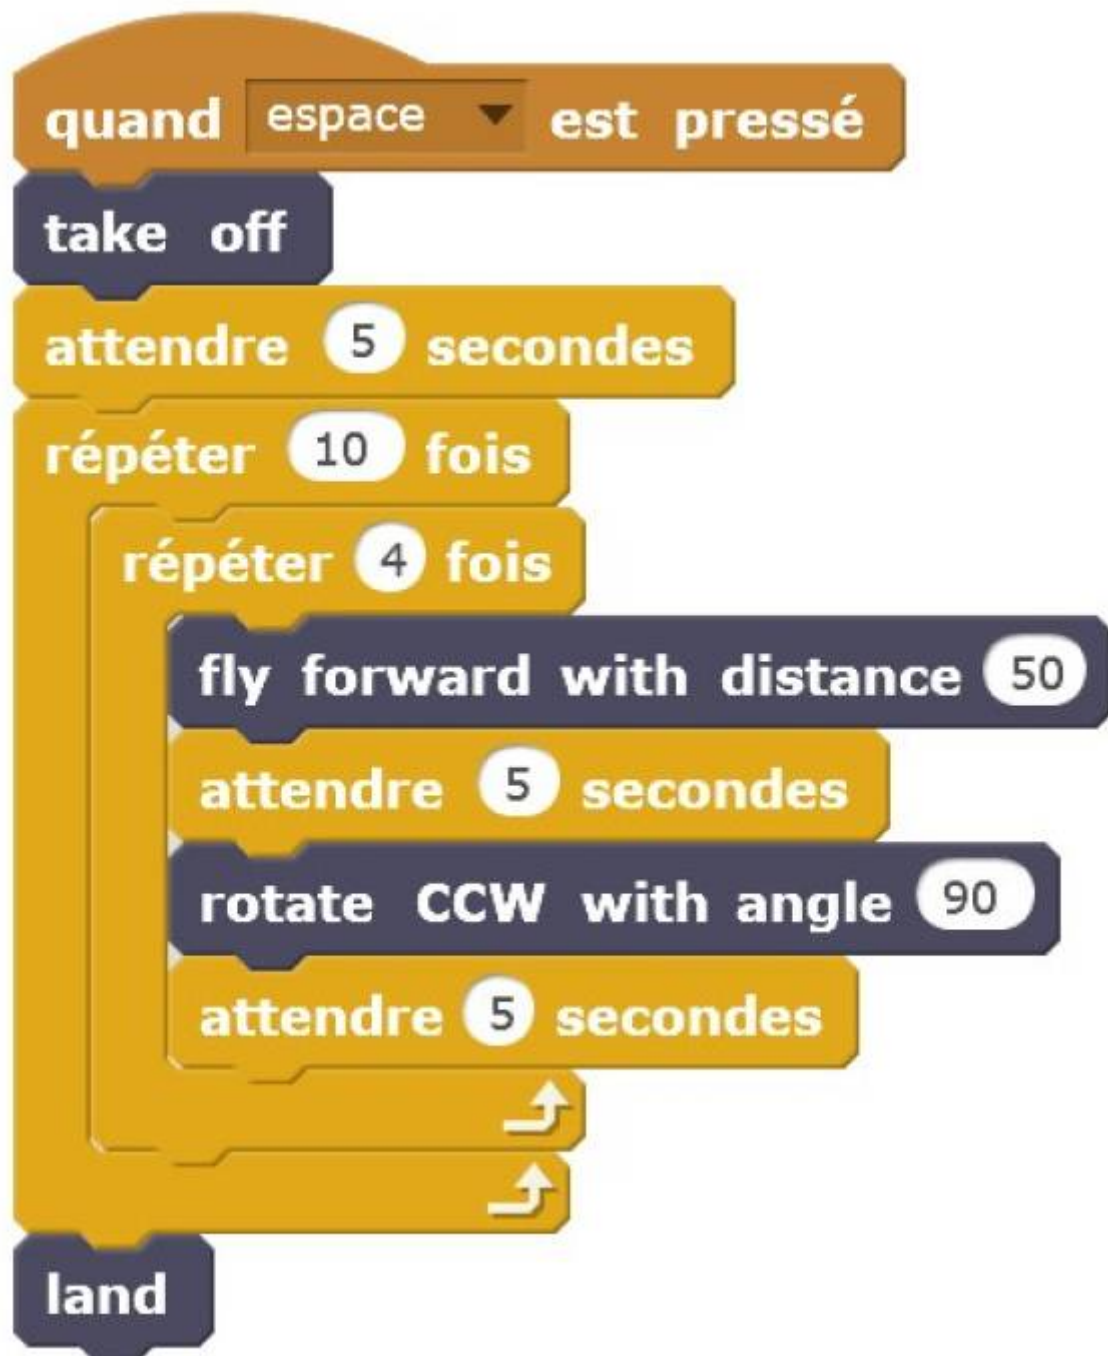 quand espace est pressé
take off
attendre 5 secondes
répéter 10 fois
répéter 4 fois
fly forward with distance 50
attendre 5 secondes
rotate CCW with angle 90
attendre 5 secondes
land